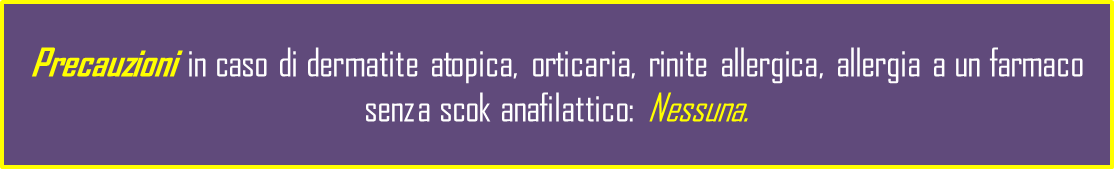 Precauzioni in caso di dermatite atopica, orticaria, rinite allergica, allergia a un farmaco
senza scok anafilattico: Nessuna.